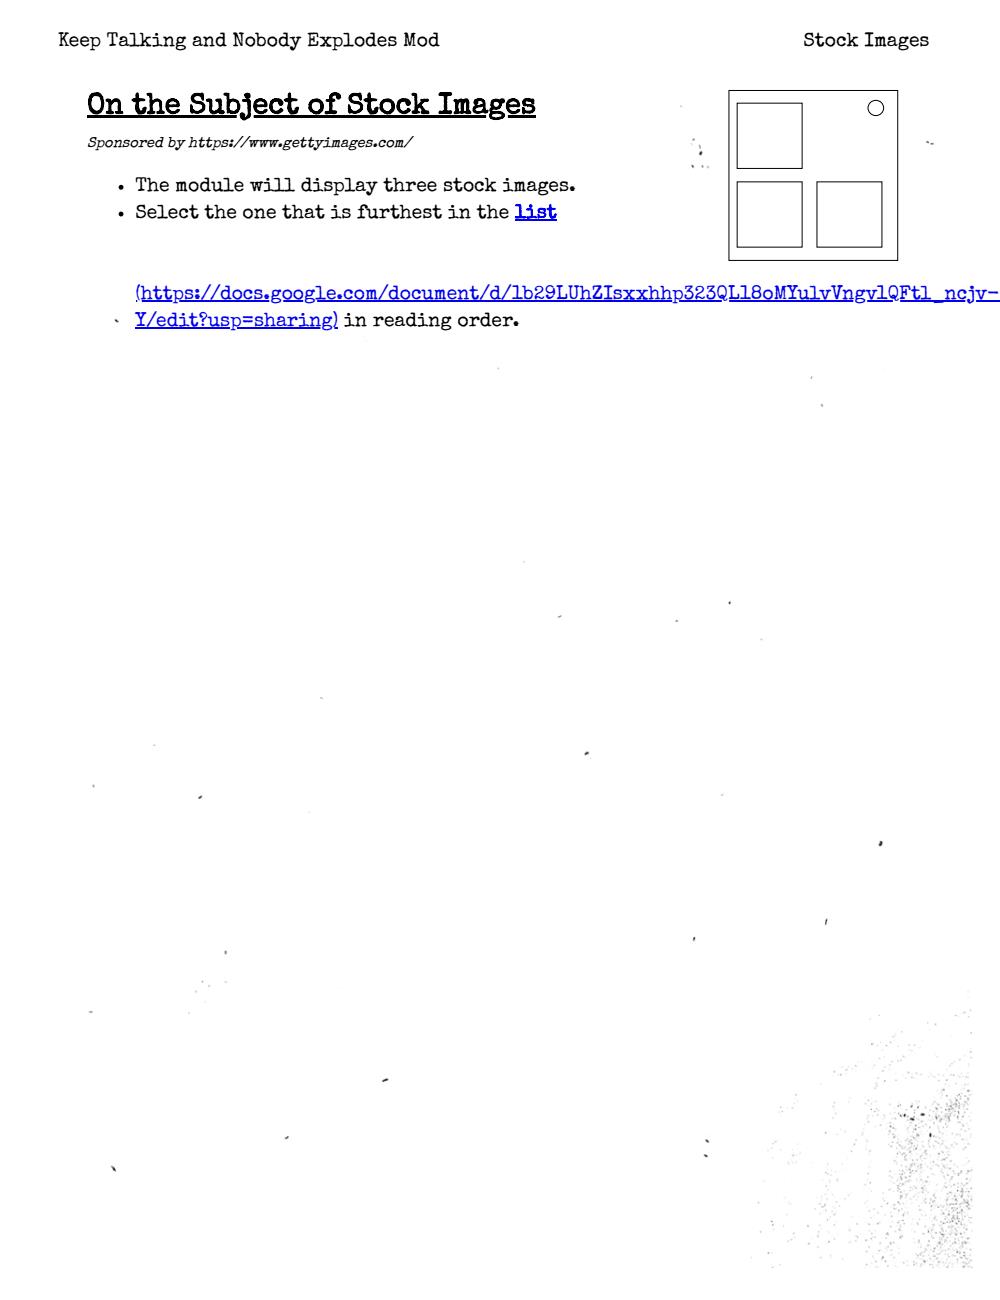 Keep Talking and Nobody Explodes Mod
Stock Images
On the Subject of Stock Images
Sponsored by https://www.gettyimages.com/
• The module will display three stock images.
• Select the one that is furthest in the list
(https://docs.google.com/document/d/1b29LUhZIsxxhhp323QLl8oMYulvVngvlQFtl_ncjv-
Y/edit?usp=sharing) in reading order.